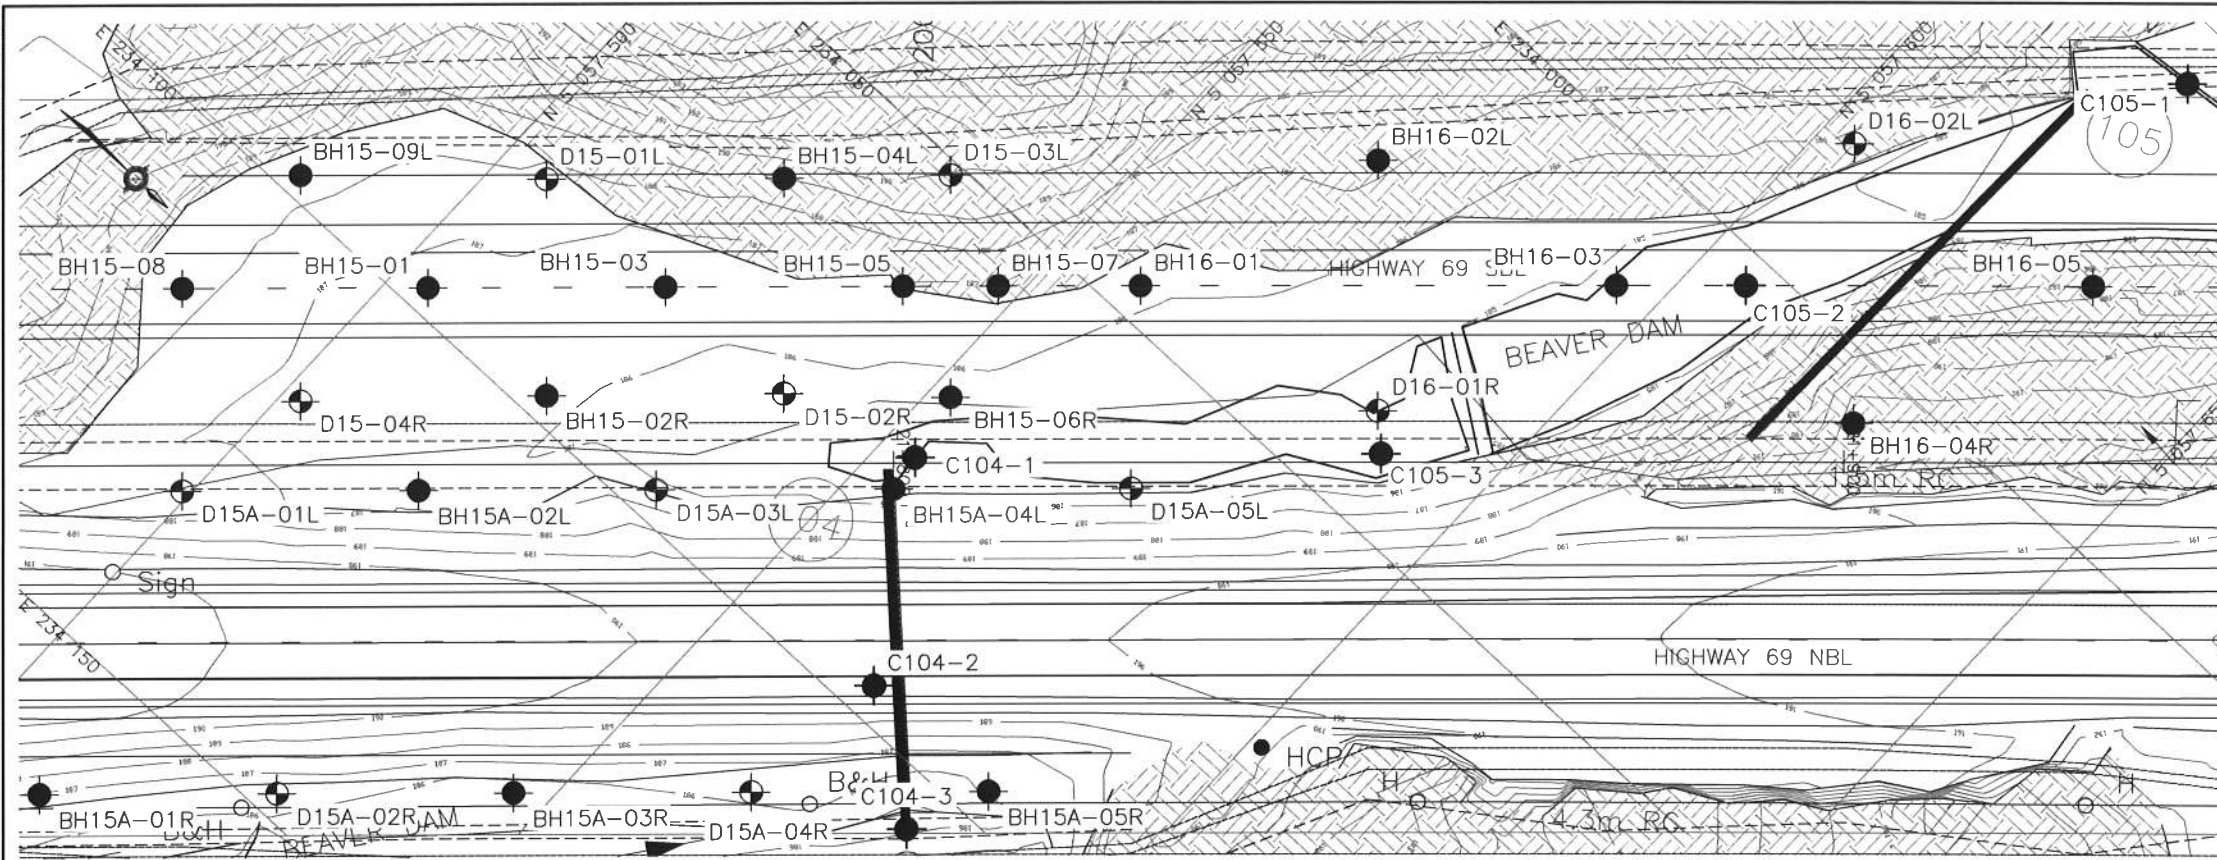 E 234 100
N 5 057 500
E 234 050
1200
N 5 057 550
E 234 000
N 5 057 600
C105-1
105
D16-02L
BH16-02L
BH15-09L
D15-01L
BH15-04L
D15-03L
BH15-08
BH15-01
BH15-03
BH15-05
BH15-07
BH16-01
HIGHWAY 69 SBL
BH16-03
BH16-05
C105-2
BEAVER DAM
D16-01R
D15-04R
BH15-02R
D15-02R
BH15-06R
C104-1
C105-3
BH16-04R
D15A-01L
BH15A-02L
D15A-03L
04
BH15A-04L
D15A-05L
Sign
E 234 150
C104-2
HIGHWAY 69 NBL
HCP
H
H
B&H
C104-3
BH15A-01R
B&H
D15A-02R
BEAVER DAM
BH15A-03R
D15A-04R
BH15A-05R
4.3m RC